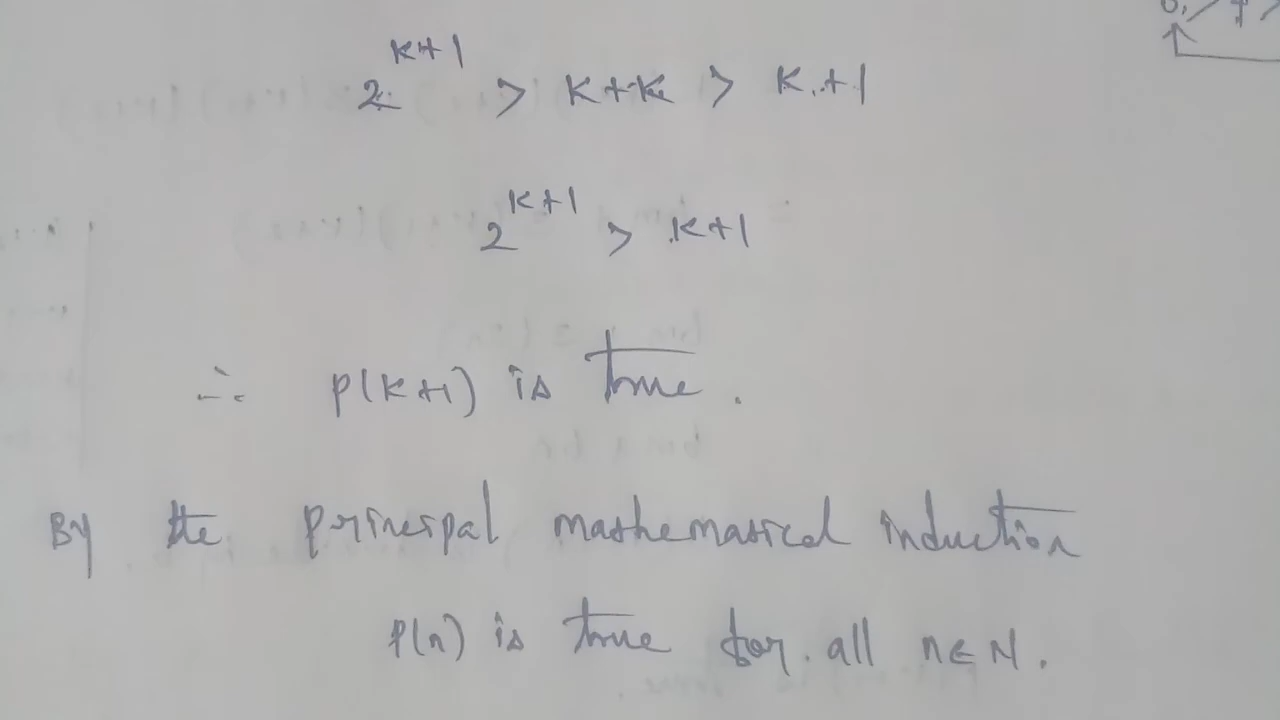 2^{k+1} > k+k > k+1
2^{k+1} > k+1
∴ p(k+1) is true.
By the principal mathematical induction
p(n) is true for all n∈N.